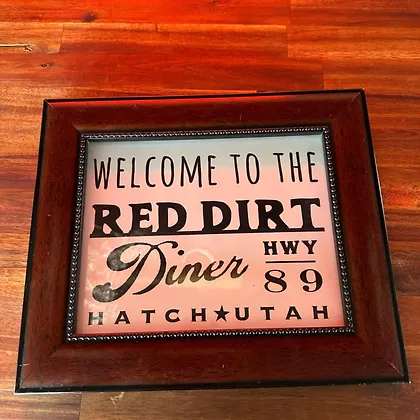 WELCOME TO THE
RED DIRT
Diner HWY
89
HATCH★UTAH